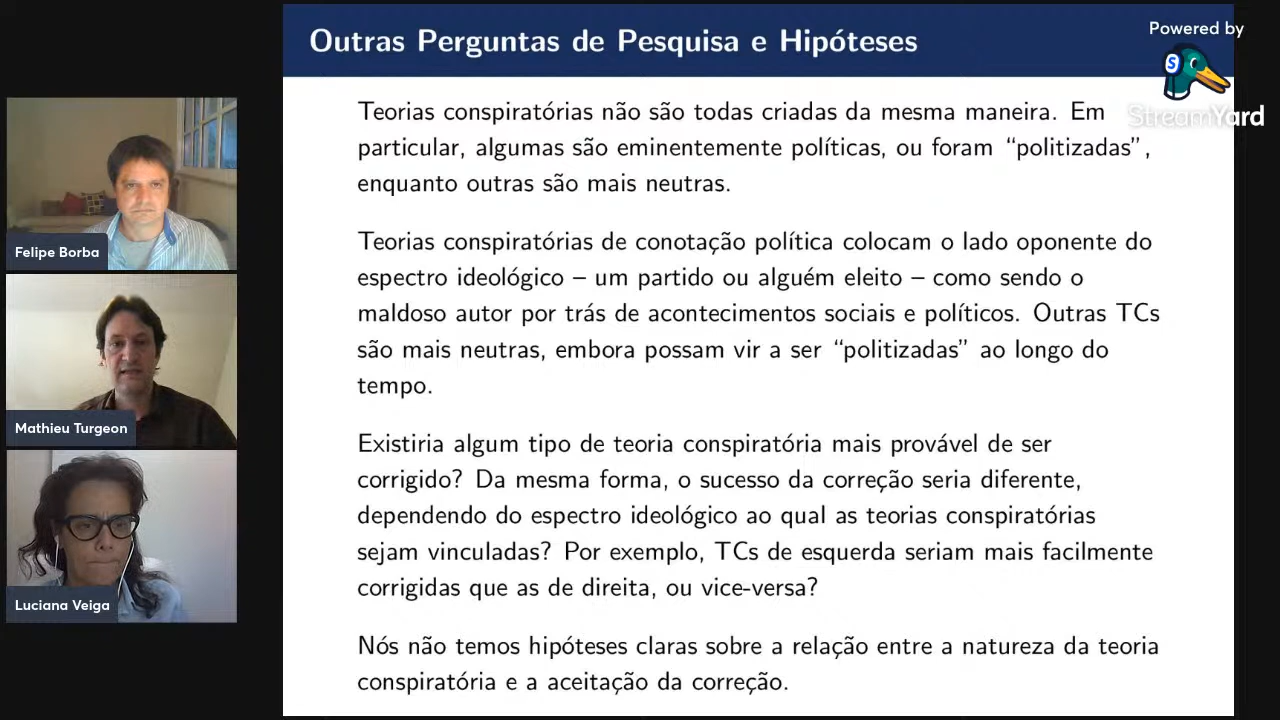 Outras Perguntas de Pesquisa e Hipóteses
Powered by
S
StreamYard
Teorias conspiratórias não são todas criadas da mesma maneira. Em
particular, algumas são eminentemente políticas, ou foram “politizadas”,
enquanto outras são mais neutras.
Teorias conspiratórias de conotação política colocam o lado oponente do
espectro ideológico – um partido ou alguém eleito – como sendo o
maldoso autor por trás de acontecimentos sociais e políticos. Outras TCs
são mais neutras, embora possam vir a ser “politizadas” ao longo do
tempo.
Existiria algum tipo de teoria conspiratória mais provável de ser
corrigido? Da mesma forma, o sucesso da correção seria diferente,
dependendo do espectro ideológico ao qual as teorias conspiratórias
sejam vinculadas? Por exemplo, TCs de esquerda seriam mais facilmente
corrigidas que as de direita, ou vice-versa?
Nós não temos hipóteses claras sobre a relação entre a natureza da teoria
conspiratória e a aceitação da correção.
Felipe Borba
Mathieu Turgeon
Luciana Veiga